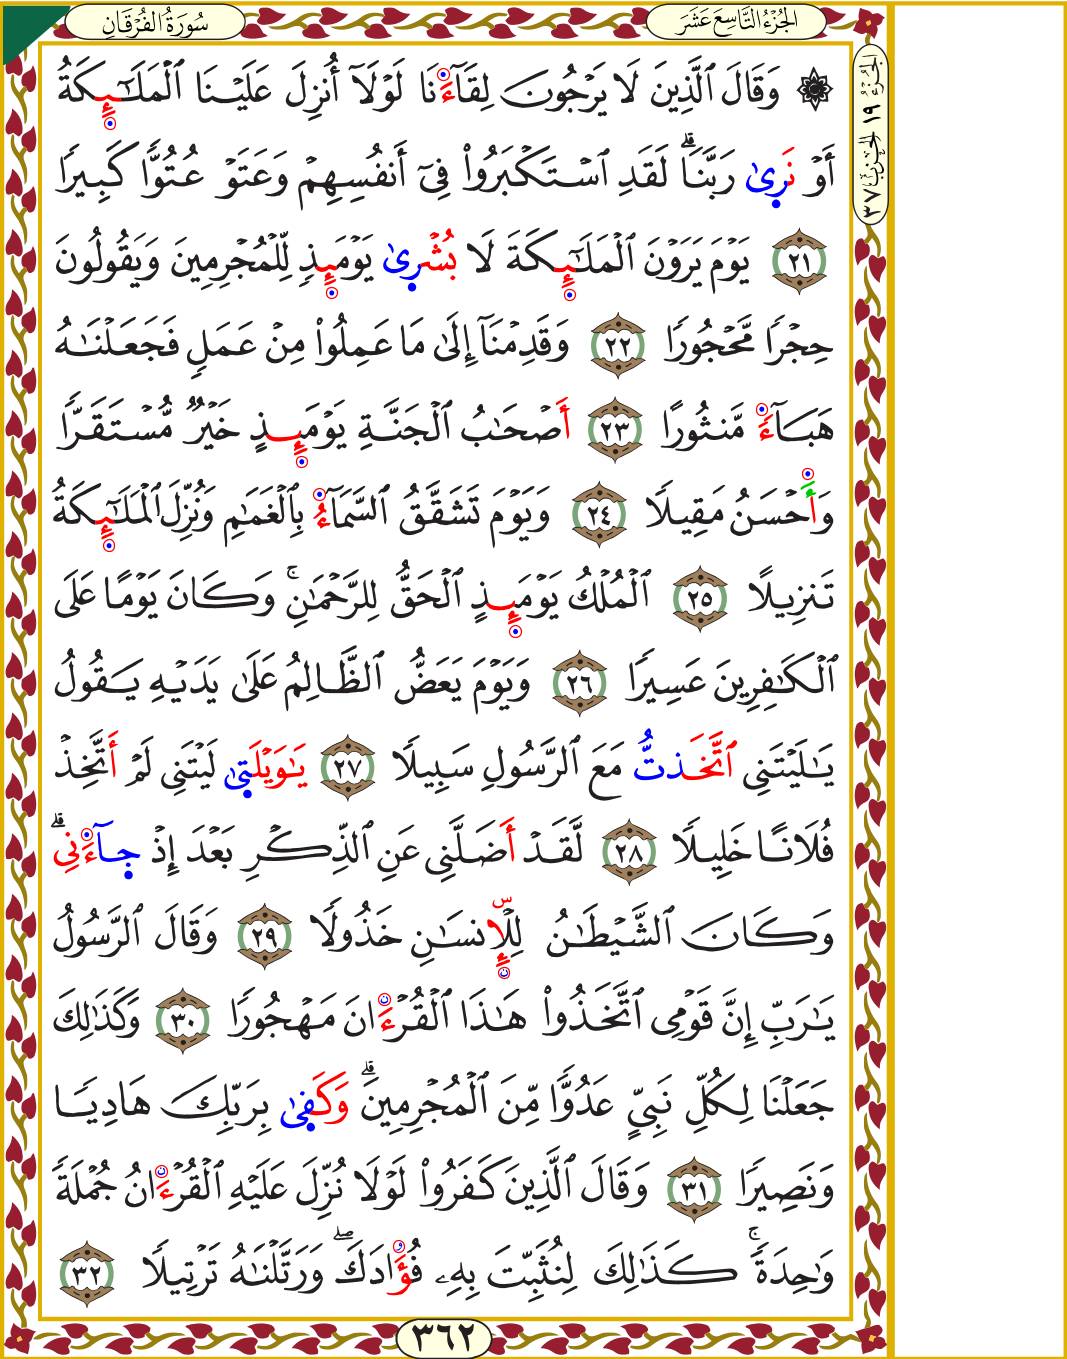 الجُزْءُ التَّاسِعَ عَشَرَ
سُورَةُ الفُرْقَانِ
الجُزْءُ ١٩ الحِزْبُ ٣٧
۞ وَقَالَ ٱلَّذِينَ لَا يَرۡجُونَ لِقَآءَنَا لَوۡلَآ أُنزِلَ عَلَيۡنَا ٱلۡمَلَـٰٓئِكَةُ
أَوۡ نَرٜىٰ رَبَّنَاۗ لَقَدِ ٱسۡتَكۡبَرُواْ فِيٓ أَنفُسِهِمۡ وَعَتَوۡ عُتُوّٗا كَبِيرٗا
٢١ يَوۡمَ يَرَوۡنَ ٱلۡمَلَـٰٓئِكَةَ لَا بُشۡرٜىٰ يَوۡمَئِذٖ لِّلۡمُجۡرِمِينَ وَيَقُولُونَ
حِجۡرٗا مَّحۡجُورٗا ٢٢ وَقَدِمۡنَآ إِلَىٰ مَا عَمِلُواْ مِنۡ عَمَلٖ فَجَعَلۡنَـٰهُ
هَبَآءٗ مَّنثُورًا ٢٣ أَصۡحَـٰبُ ٱلۡجَنَّةِ يَوۡمَئِذٍ خَيۡرٞ مُّسۡتَقَرّٗا
وَأَحۡسَنُ مَقِيلٗا ٢٤ وَيَوۡمَ تَشَقَّقُ ٱلسَّمَآءُ بِٱلۡغَمَـٰمِ وَنُزِّلَ ٱلۡمَلَـٰٓئِكَةُ
تَنزِيلًا ٢٥ ٱلۡمُلۡكُ يَوۡمَئِذٍ ٱلۡحَقُّ لِلرَّحۡمَـٰنِۚ وَكَانَ يَوۡمًا عَلَى
ٱلۡكَـٰفِرِينَ عَسِيرٗا ٢٦ وَيَوۡمَ يَعَضُّ ٱلظَّالِمُ عَلَىٰ يَدَيۡهِ يَقُولُ
يَـٰلَيۡتَنِي ٱتَّخَذتُّ مَعَ ٱلرَّسُولِ سَبِيلٗا ٢٧ يَـٰوَيۡلَتٜىٰ لَيۡتَنِي لَمۡ أَتَّخِذۡ
فُلَانًا خَلِيلٗا ٢٨ لَّقَدۡ أَضَلَّنِي عَنِ ٱلذِّكۡرِ بَعۡدَ إِذۡ جٜآءَنِيۗ
وَكَانَ ٱلشَّيۡطَـٰنُ لِلۡإِنسَـٰنِ خَذُولٗا ٢٩ وَقَالَ ٱلرَّسُولُ
يَـٰرَبِّ إِنَّ قَوۡمِي ٱتَّخَذُواْ هَـٰذَا ٱلۡقُرۡءَانَ مَهۡجُورٗا ٣٠ وَكَذَٰلِكَ
جَعَلۡنَا لِكُلِّ نَبِيٍّ عَدُوّٗا مِّنَ ٱلۡمُجۡرِمِينَۗ وَكَفٜىٰ بِرَبِّكَ هَادِيٗا
وَنَصِيرٗا ٣١ وَقَالَ ٱلَّذِينَ كَفَرُواْ لَوۡلَا نُزِّلَ عَلَيۡهِ ٱلۡقُرۡءَانُ جُمۡلَةٗ
وَٰحِدَةٗۚ كَذَٰلِكَ لِنُثَبِّتَ بِهِۦ فُؤَادَكَۖ وَرَتَّلۡنَـٰهُ تَرۡتِيلٗا ٣٢
٣٦٢